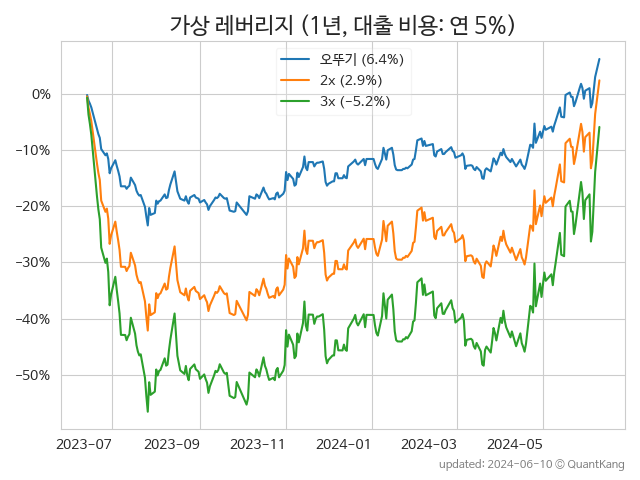 가상 레버리지 (1년, 대출 비용: 연 5%)
오뚜기 (6.4%)
2x (2.9%)
3x (−5.2%)
0%
−10%
−20%
−30%
−40%
−50%
2023-07 2023-09 2023-11 2024-01 2024-03 2024-05
updated: 2024-06-10 © QuantKang